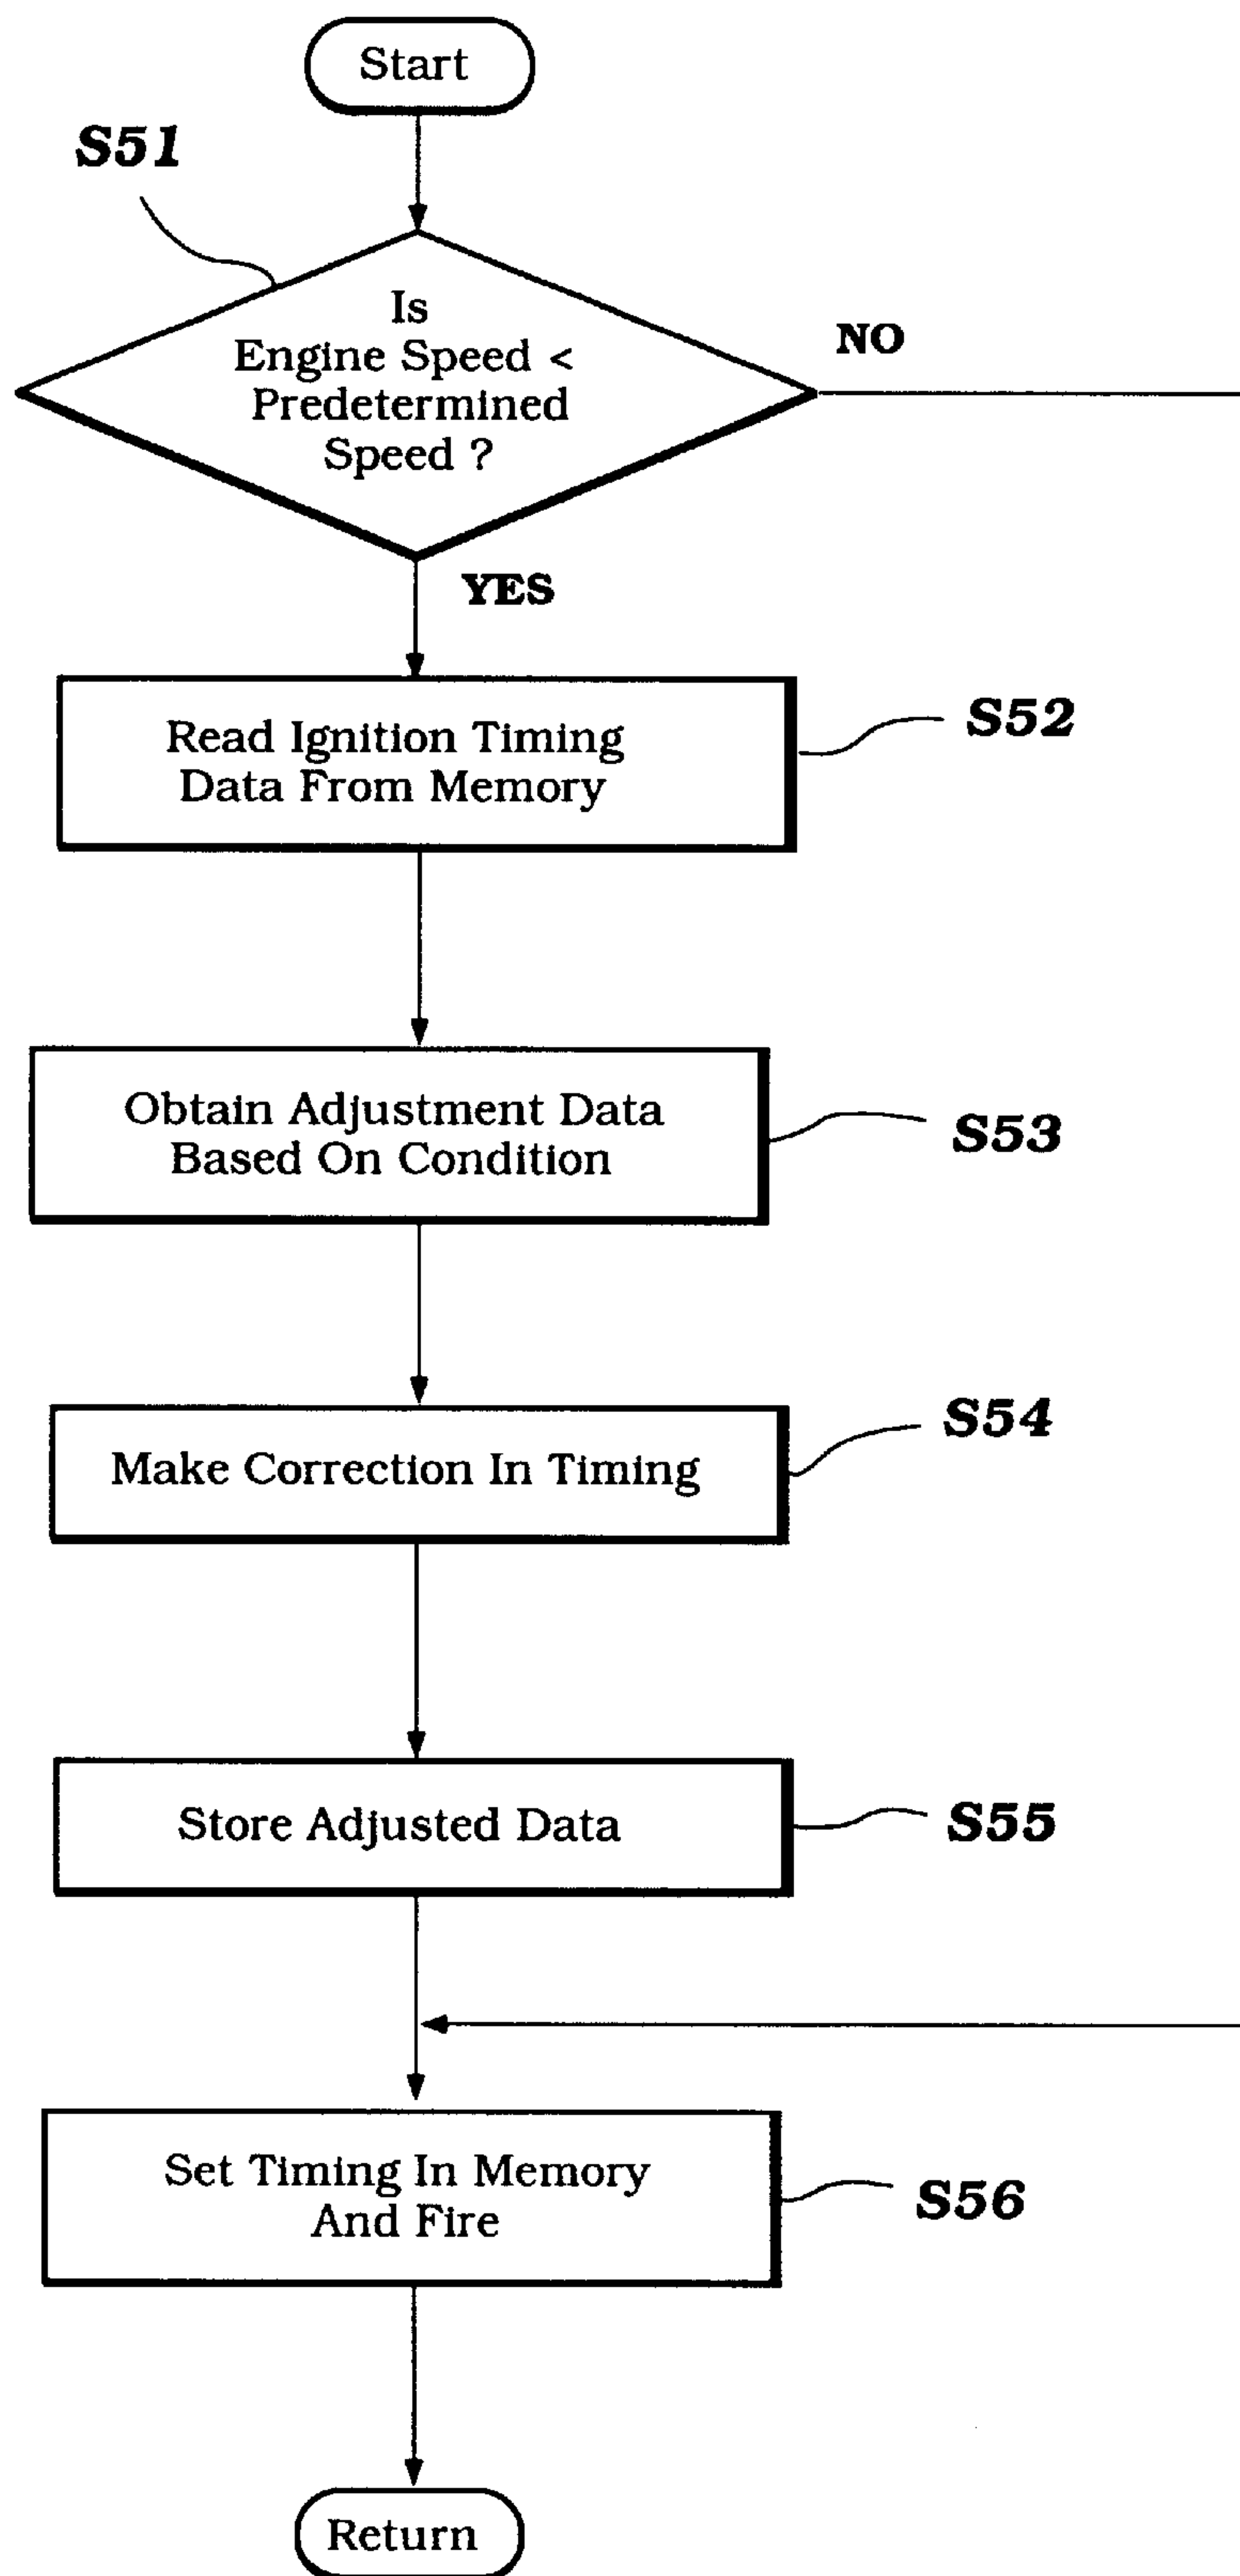 Start
S51
Is
Engine Speed <
Predetermined
Speed ?
NO
YES
Read Ignition Timing
Data From Memory
S52
Obtain Adjustment Data
Based On Condition
S53
Make Correction In Timing
S54
Store Adjusted Data
S55
Set Timing In Memory
And Fire
S56
Return